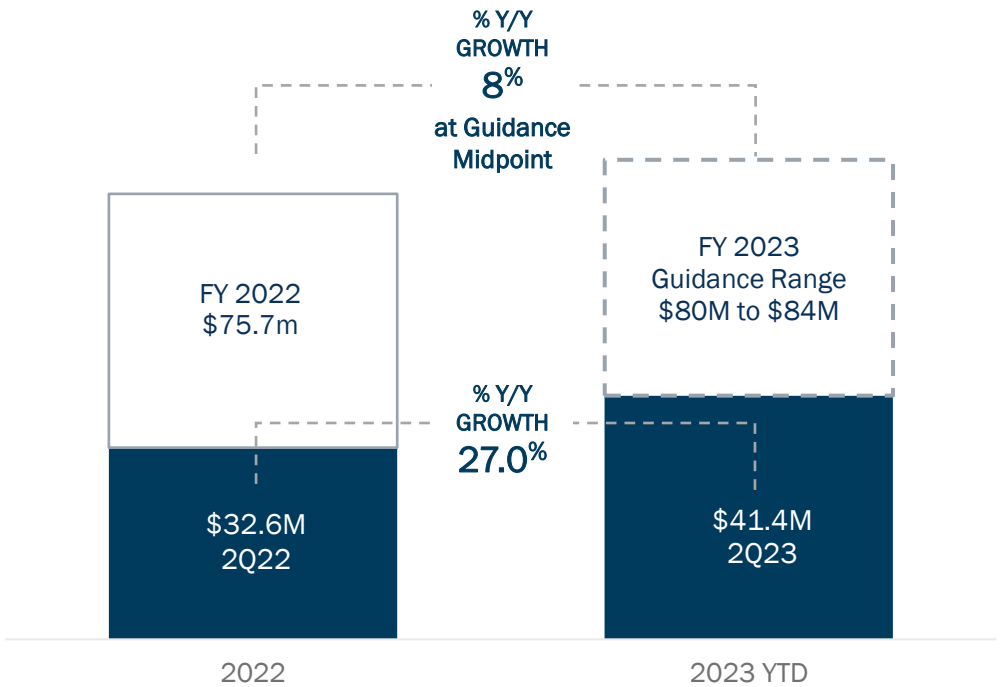 % Y/Y
GROWTH
8%
at Guidance
Midpoint
FY 2022
$75.7m
FY 2023
Guidance Range
$80M to $84M
% Y/Y
GROWTH
27.0%
$32.6M
2Q22
$41.4M
2Q23
2022
2023 YTD